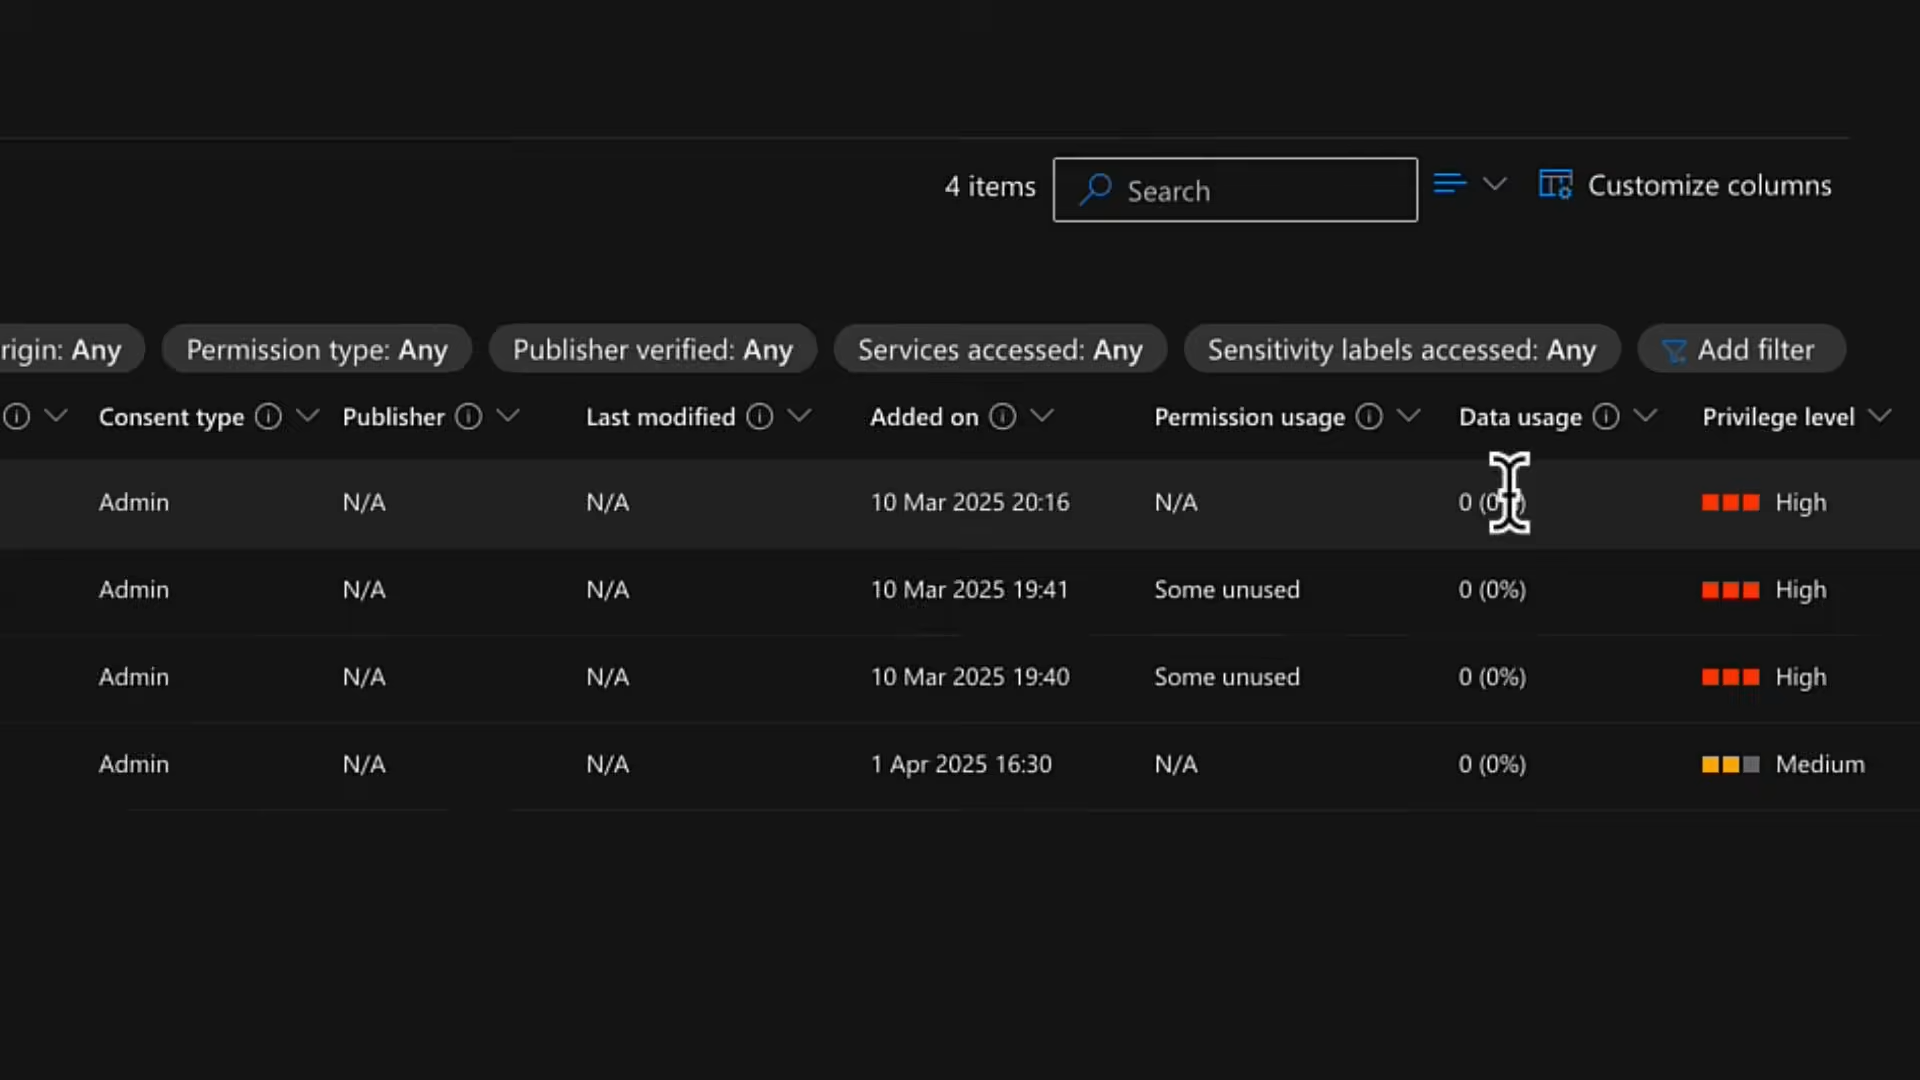 4 items Search Customize columns
rigin: Any Permission type: Any Publisher verified: Any Services accessed: Any Sensitivity labels accessed: Any Add filter
Consent type Publisher Last modified Added on Permission usage Data usage Privilege level
Admin N/A N/A 10 Mar 2025 20:16 N/A 0 High
Admin N/A N/A 10 Mar 2025 19:41 Some unused 0 (0%) High
Admin N/A N/A 10 Mar 2025 19:40 Some unused 0 (0%) High
Admin N/A N/A 1 Apr 2025 16:30 N/A 0 (0%) Medium